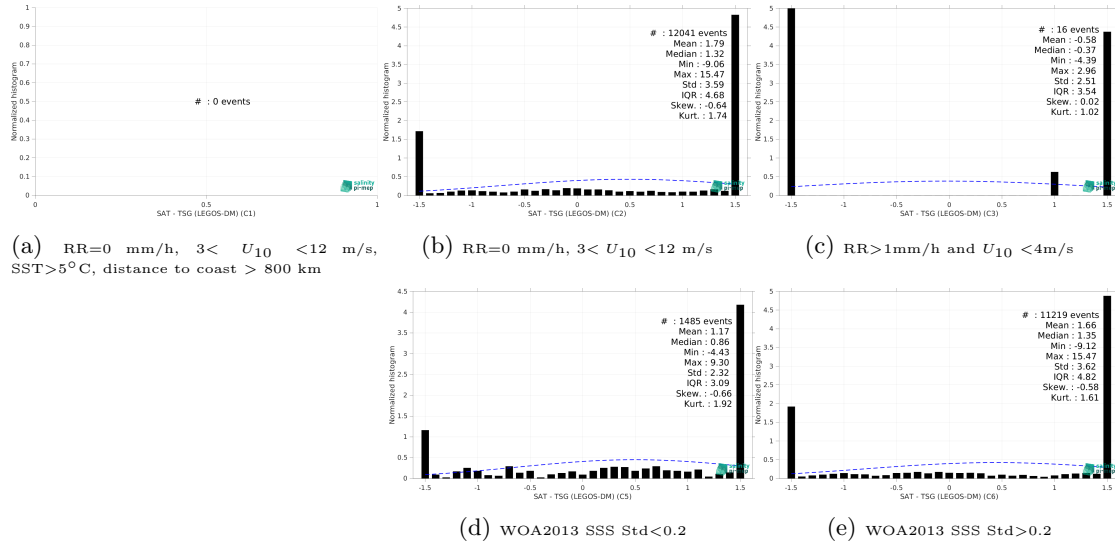 Normalized histogram
1
0.9
0.8
0.7
0.6
0.5
0.4
0.3
0.2
0.1
0
# : 0 events
0 0.5 1
SAT - TSG (LEGOS-DM) (C1)
salinity
pi-mep
(a) RR=0 mm/h, 3< U10 <12 m/s,
SST>5°C, distance to coast > 800 km
Normalized histogram
5
4.5
4
3.5
3
2.5
2
1.5
1
0.5
0
# : 12041 events
Mean : 1.79
Median : 1.32
Min : -9.06
Max : 15.47
Std : 3.59
IQR : 4.68
Skew. : -0.64
Kurt. : 1.74
-1.5 -1 -0.5 0 0.5 1 1.5
SAT - TSG (LEGOS-DM) (C2)
salinity
pi-mep
(b) RR=0 mm/h, 3< U10 <12 m/s
Normalized histogram
5
4.5
4
3.5
3
2.5
2
1.5
1
0.5
0
# : 16 events
Mean : -0.58
Median : -0.37
Min : -4.39
Max : 2.96
Std : 2.51
IQR : 3.54
Skew. : 0.02
Kurt. : 1.02
-1.5 -1 -0.5 0 0.5 1 1.5
SAT - TSG (LEGOS-DM) (C3)
salinity
pi-mep
(c) RR>1mm/h and U10 <4m/s
Normalized histogram
4.5
4
3.5
3
2.5
2
1.5
1
0.5
0
# : 1485 events
Mean : 1.17
Median : 0.86
Min : -4.43
Max : 9.30
Std : 2.32
IQR : 3.09
Skew. : -0.66
Kurt. : 1.92
-1.5 -1 -0.5 0 0.5 1 1.5
SAT - TSG (LEGOS-DM) (C5)
salinity
pi-mep
(d) WOA2013 SSS Std<0.2
Normalized histogram
5
4.5
4
3.5
3
2.5
2
1.5
1
0.5
0
# : 11219 events
Mean : 1.66
Median : 1.35
Min : -9.12
Max : 15.47
Std : 3.62
IQR : 4.82
Skew. : -0.58
Kurt. : 1.61
-1.5 -1 -0.5 0 0.5 1 1.5
SAT - TSG (LEGOS-DM) (C6)
salinity
pi-mep
(e) WOA2013 SSS Std>0.2